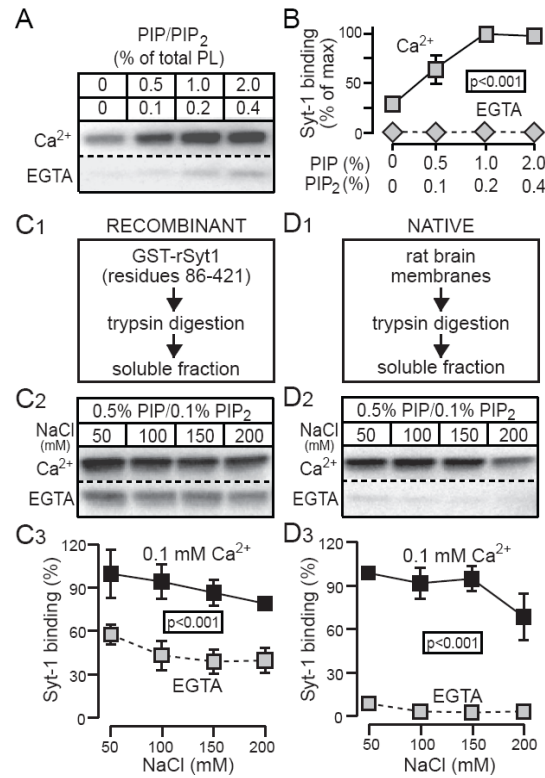 A
PIP/PIP2
(% of total PL)
0 0.5 1.0 2.0
0 0.1 0.2 0.4
Ca2+
EGTA
B
Syt-1 binding
(% of max)
100
50
0
Ca2+
p<0.001
EGTA
PIP (%) 0 0.5 1.0 2.0
PIP2 (%) 0 0.1 0.2 0.4
C1 RECOMBINANT
GST-rSyt1
(residues 86-421)
trypsin digestion
soluble fraction
D1 NATIVE
rat brain
membranes
trypsin digestion
soluble fraction
C2
0.5% PIP/0.1% PIP2
NaCl (mM) 50 100 150 200
Ca2+
EGTA
D2
0.5% PIP/0.1% PIP2
NaCl (mM) 50 100 150 200
Ca2+
EGTA
C3
Syt-1 binding (%)
120
90
60
30
0
0.1 mM Ca2+
p<0.001
EGTA
50 100 150 200
NaCl (mM)
D3
Syt-1 binding (%)
120
90
60
30
0
0.1 mM Ca2+
p<0.001
EGTA
50 100 150 200
NaCl (mM)